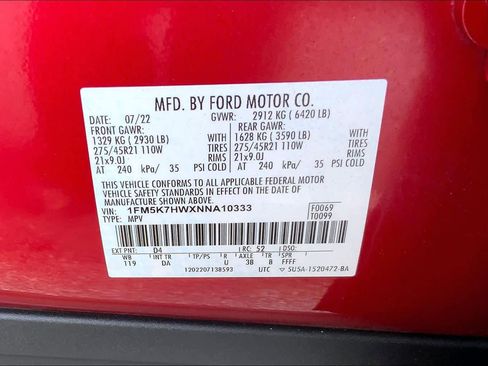 MFD. BY FORD MOTOR CO.
DATE: 07/22 GVWR: 2912 KG ( 6420 LB)
FRONT GAWR: REAR GAWR:
1329 KG ( 2930 LB) WITH 1628 KG ( 3590 LB) WITH
275/45R21 110W TIRES 275/45R21 110W TIRES
21x9.0J RIMS 21x9.0J RIMS
AT 240 kPa/ 35 PSI COLD AT 240 kPa/ 35 PSI COLD
THIS VEHICLE CONFORMS TO ALL APPLICABLE FEDERAL MOTOR
VEHICLE SAFETY STANDARDS IN EFFECT ON THE DATE OF
MANUFACTURE SHOWN ABOVE.
VIN: 1FM5K7HWXNNA10333 F0069
TYPE: MPV T0099
EXT PNT: D4 RC: 52 DSO:
WB INT TR TP/PS R AXLE TR SPR
119 DA U 3B B FFFF
1202207138593 UTC 5U5A-1520472-BA